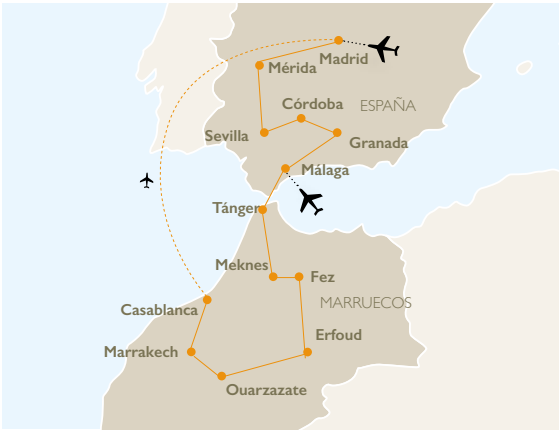 Madrid
Mérida
Córdoba
ESPAÑA
Sevilla
Granada
Málaga
Tánger
Meknes
Fez
MARRUECOS
Casablanca
Erfoud
Marrakech
Ouarzazate